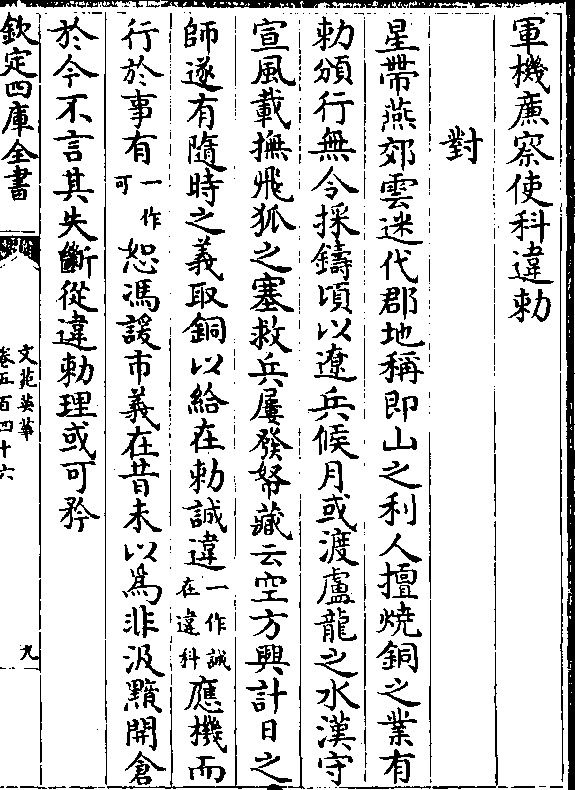 軍機廉察使科違勅
對
星帶燕郊雲迷代郡地稱即山之利人擅燒銅之業有
勅頒行無令採鑄頃以遼兵候月或渡盧龍之水漢守
宣風載撫飛狐之塞救兵屢發帑藏云空方興計日之
師遂有隨時之義取銅以給在勅誠違一作誠在違科應機而
行於事有一作可恕馮諼市義在昔未以為非汲黯開倉
於今不言其失斷從違勅理或可矜
欽定四庫全書
文苑英華
卷五百四十六
九